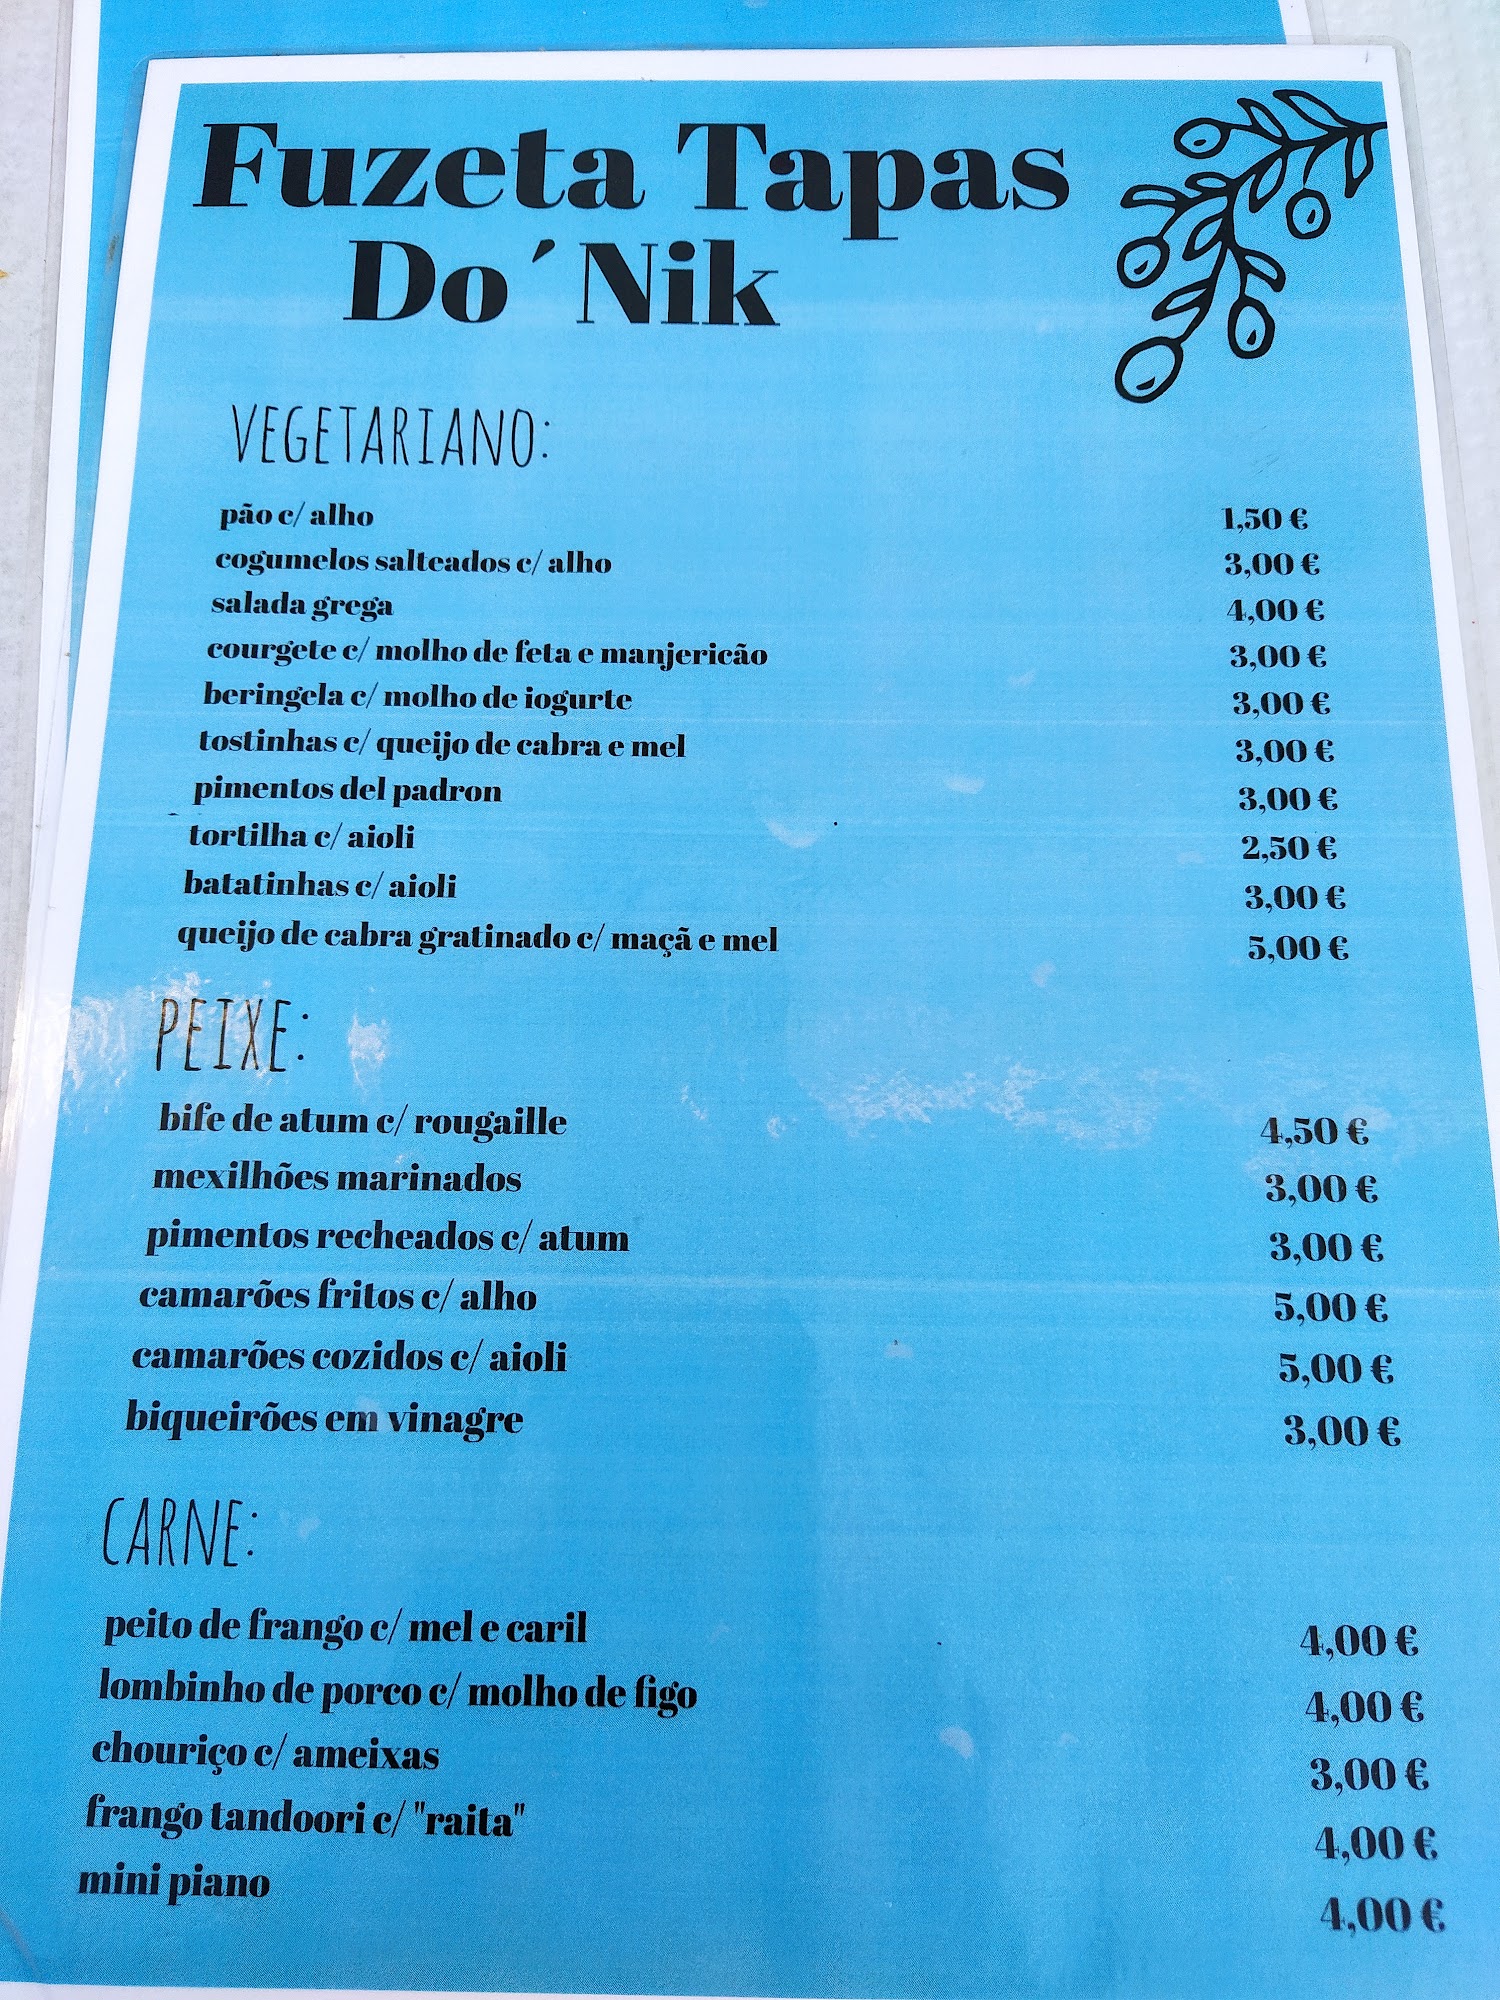 Fuzeta Tapas
Do´Nik
VEGETARIANO:
pão c/ alho 1,50 €
cogumelos salteados c/ alho 3,00 €
salada grega 4,00 €
courgete c/ molho de feta e manjericão 3,00 €
beringela c/ molho de iogurte 3,00 €
tostinhas c/ queijo de cabra e mel 3,00 €
pimentos del padron 3,00 €
tortilha c/ aioli 2,50 €
batatinhas c/ aioli 3,00 €
queijo de cabra gratinado c/ maçã e mel 5,00 €
PEIXE:
bife de atum c/ rougaille 4,50 €
mexilhões marinados 3,00 €
pimentos recheados c/ atum 3,00 €
camarões fritos c/ alho 5,00 €
camarões cozidos c/ aioli 5,00 €
biqueirões em vinagre 3,00 €
CARNE:
peito de frango c/ mel e caril 4,00 €
lombinho de porco c/ molho de figo 4,00 €
chouriço c/ ameixas 3,00 €
frango tandoori c/ "raita" 4,00 €
mini piano 4,00 €